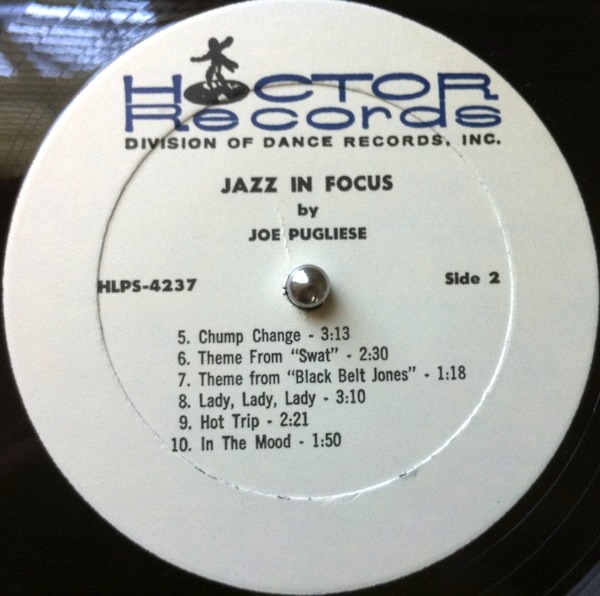 HOCTOR
Records
DIVISION OF DANCE RECORDS, INC.
JAZZ IN FOCUS
by
JOE PUGLIESE
HLPS-4237
Side 2
5. Chump Change - 3:13
6. Theme From "Swat" - 2:30
7. Theme from "Black Belt Jones" - 1:18
8. Lady, Lady, Lady - 3:10
9. Hot Trip - 2:21
10. In The Mood - 1:50